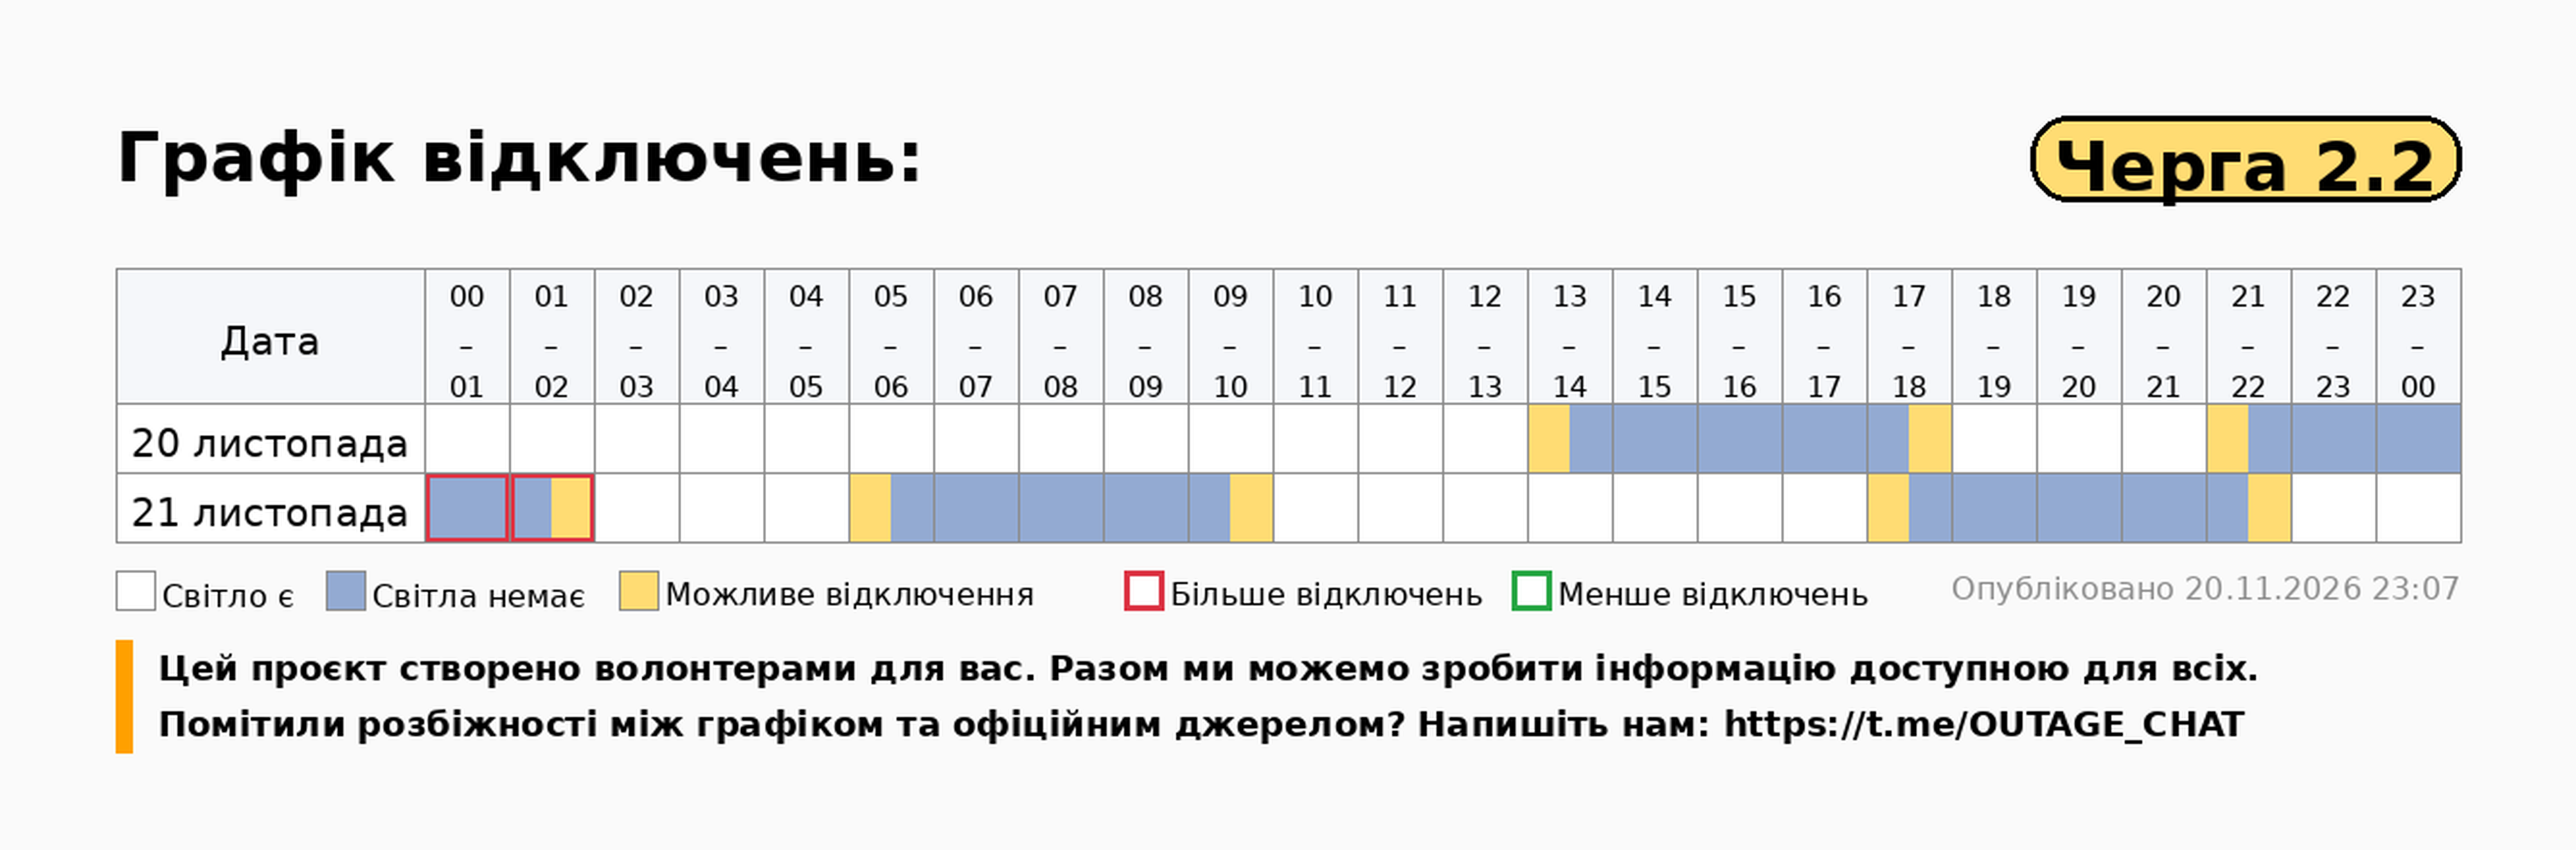 Графік відключень:
Черга 2.2
Дата
00 – 01
01 – 02
02 – 03
03 – 04
04 – 05
05 – 06
06 – 07
07 – 08
08 – 09
09 – 10
10 – 11
11 – 12
12 – 13
13 – 14
14 – 15
15 – 16
16 – 17
17 – 18
18 – 19
19 – 20
20 – 21
21 – 22
22 – 23
23 – 00
20 листопада
21 листопада
Світло є
Світла немає
Можливе відключення
Більше відключень
Менше відключень
Опубліковано 20.11.2026 23:07
Цей проєкт створено волонтерами для вас. Разом ми можемо зробити інформацію доступною для всіх.
Помітили розбіжності між графіком та офіційним джерелом? Напишіть нам: https://t.me/OUTAGE_CHAT